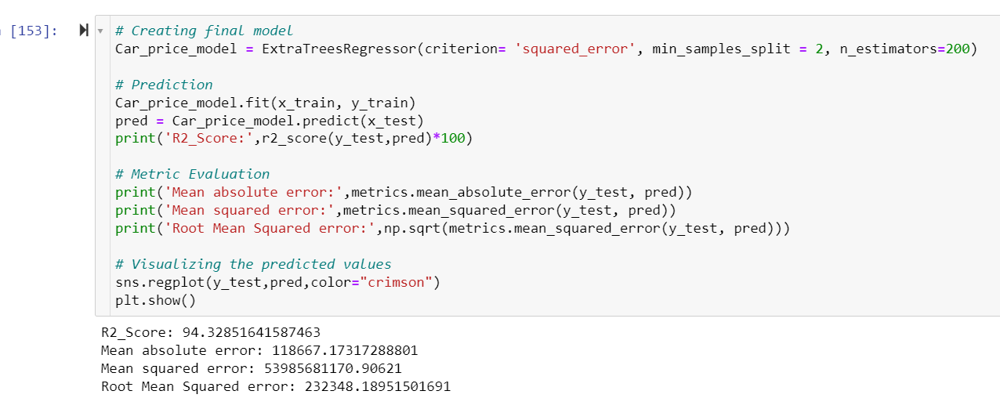 [153]:
# Creating final model
Car_price_model = ExtraTreesRegressor(criterion= 'squared_error', min_samples_split = 2, n_estimators=200)
# Prediction
Car_price_model.fit(x_train, y_train)
pred = Car_price_model.predict(x_test)
print('R2_Score:',r2_score(y_test,pred)*100)
# Metric Evaluation
print('Mean absolute error:',metrics.mean_absolute_error(y_test, pred))
print('Mean squared error:',metrics.mean_squared_error(y_test, pred))
print('Root Mean Squared error:',np.sqrt(metrics.mean_squared_error(y_test, pred)))
# Visualizing the predicted values
sns.regplot(y_test,pred,color="crimson")
plt.show()
R2_Score: 94.32851641587463
Mean absolute error: 118667.17317288801
Mean squared error: 53985681170.90621
Root Mean Squared error: 232348.18951501691